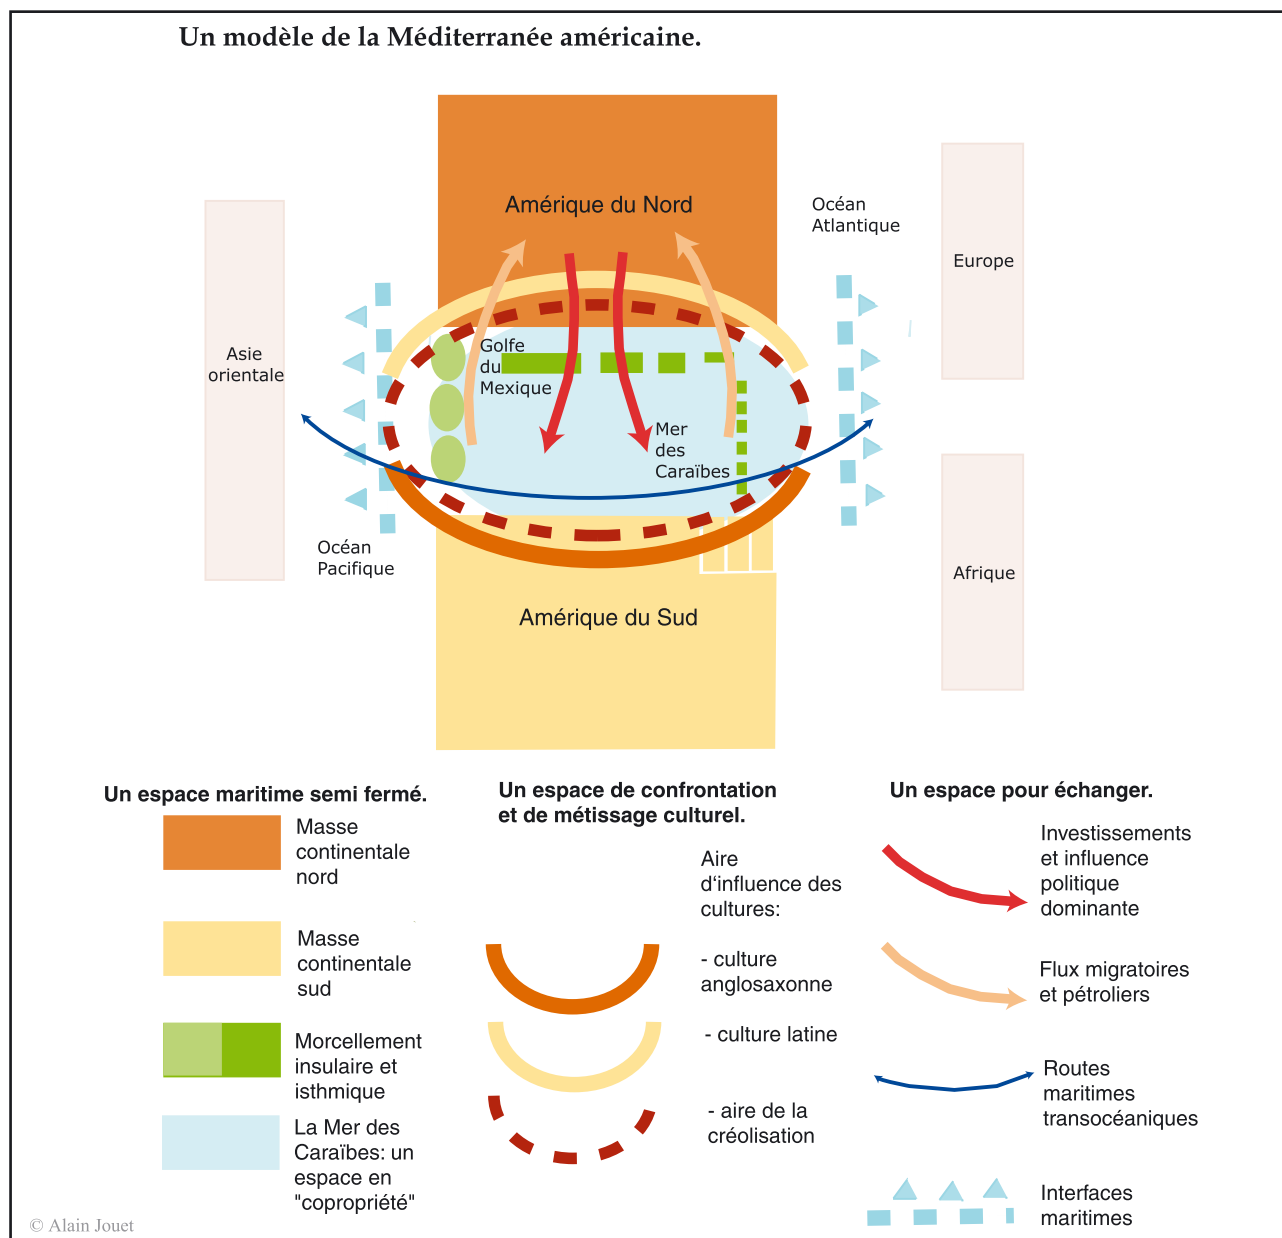 Un modèle de la Méditerranée américaine.
Amérique du Nord
Océan
Atlantique
Europe
Asie
orientale
Golfe
du
Mexique
Mer
des
Caraïbes
Océan
Pacifique
Afrique
Amérique du Sud
Un espace maritime semi fermé.
Masse
continentale
nord
Masse
continentale
sud
Morcellement
insulaire et
isthmique
La Mer des
Caraïbes: un
espace en
"copropriété"
Un espace de confrontation
et de métissage culturel.
Aire
d‘influence des
cultures:
- culture
anglosaxonne
- culture latine
- aire de la
créolisation
Un espace pour échanger.
Investissements
et influence
politique
dominante
Flux migratoires
et pétroliers
Routes
maritimes
transocéaniques
Interfaces
maritimes
© Alain Jouet